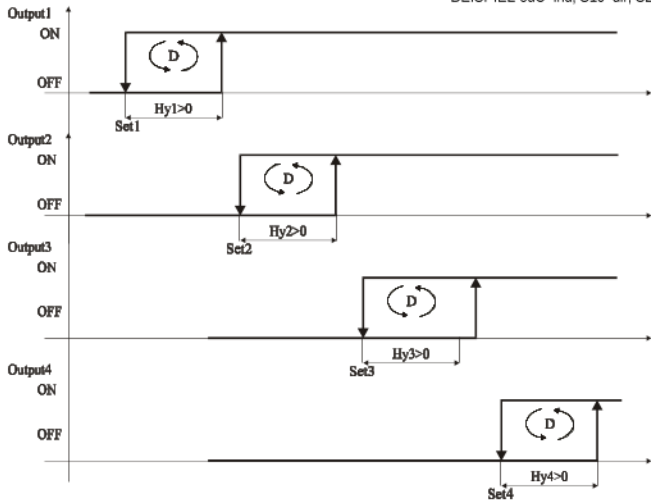 Output1
ON
D
OFF
Hy1>0
Set1
Output2
ON
D
OFF
Hy2>0
Set2
Output3
ON
D
OFF
Hy3>0
Set3
Output4
ON
D
OFF
Hy4>0
Set4